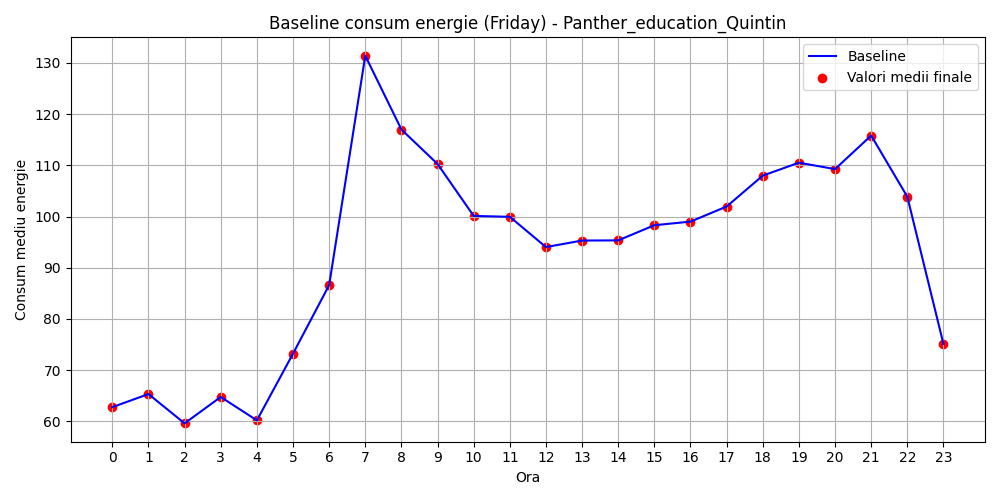 Baseline consum energie (Friday) - Panther_education_Quintin
Baseline
Valori medii finale
Consum mediu energie
130
120
110
100
90
80
70
60
0 1 2 3 4 5 6 7 8 9 10 11 12 13 14 15 16 17 18 19 20 21 22 23
Ora